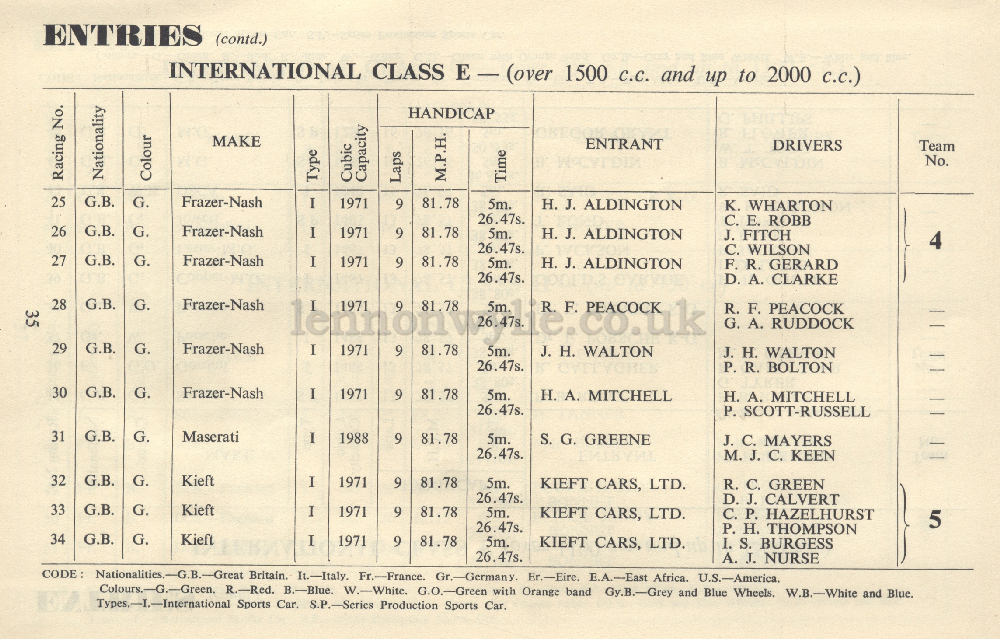 ENTRIES (contd.)
INTERNATIONAL CLASS E — (over 1500 c.c. and up to 2000 c.c.)
Racing No. Nationality Colour MAKE Type Cubic Capacity HANDICAP Laps M.P.H. Time ENTRANT DRIVERS Team No.
25 G.B. G. Frazer-Nash I 1971 9 81.78 5m. H. J. ALDINGTON K. WHARTON
26.47s. C. E. ROBB
26 G.B. G. Frazer-Nash I 1971 9 81.78 5m. H. J. ALDINGTON J. FITCH 4
26.47s. C. WILSON
27 G.B. G. Frazer-Nash I 1971 9 81.78 5m. H. J. ALDINGTON F. R. GERARD
26.47s. D. A. CLARKE
28 G.B. G. Frazer-Nash I 1971 9 81.78 5m. R. F. PEACOCK R. F. PEACOCK —
26.47s. G. A. RUDDOCK —
29 G.B. G. Frazer-Nash I 1971 9 81.78 5m. J. H. WALTON J. H. WALTON —
26.47s. P. R. BOLTON —
30 G.B. G. Frazer-Nash I 1971 9 81.78 5m. H. A. MITCHELL H. A. MITCHELL —
26.47s. P. SCOTT-RUSSELL —
31 G.B. G. Maserati I 1988 9 81.78 5m. S. G. GREENE J. C. MAYERS —
26.47s. M. J. C. KEEN —
32 G.B. G. Kieft I 1971 9 81.78 5m. KIEFT CARS, LTD. R. C. GREEN
26.47s. D. J. CALVERT
33 G.B. G. Kieft I 1971 9 81.78 5m. KIEFT CARS, LTD. C. P. HAZELHURST 5
26.47s. P. H. THOMPSON
34 G.B. G. Kieft I 1971 9 81.78 5m. KIEFT CARS, LTD. J. S. BURGESS
26.47s. A. J. NURSE
CODE : Nationalities.—G.B.—Great Britain. It.—Italy. Fr.—France. Gr.—Germany. Er.—Eire. E.A.—East Africa. U.S.—America.
Colours.—G.—Green. R.—Red. B.—Blue. W.—White. G.O.—Green with Orange band Gy.B.—Grey and Blue Wheels. W.B.—White and Blue.
Types.—I.—International Sports Car. S.P.—Series Production Sports Car.
35
lennonwylie.co.uk